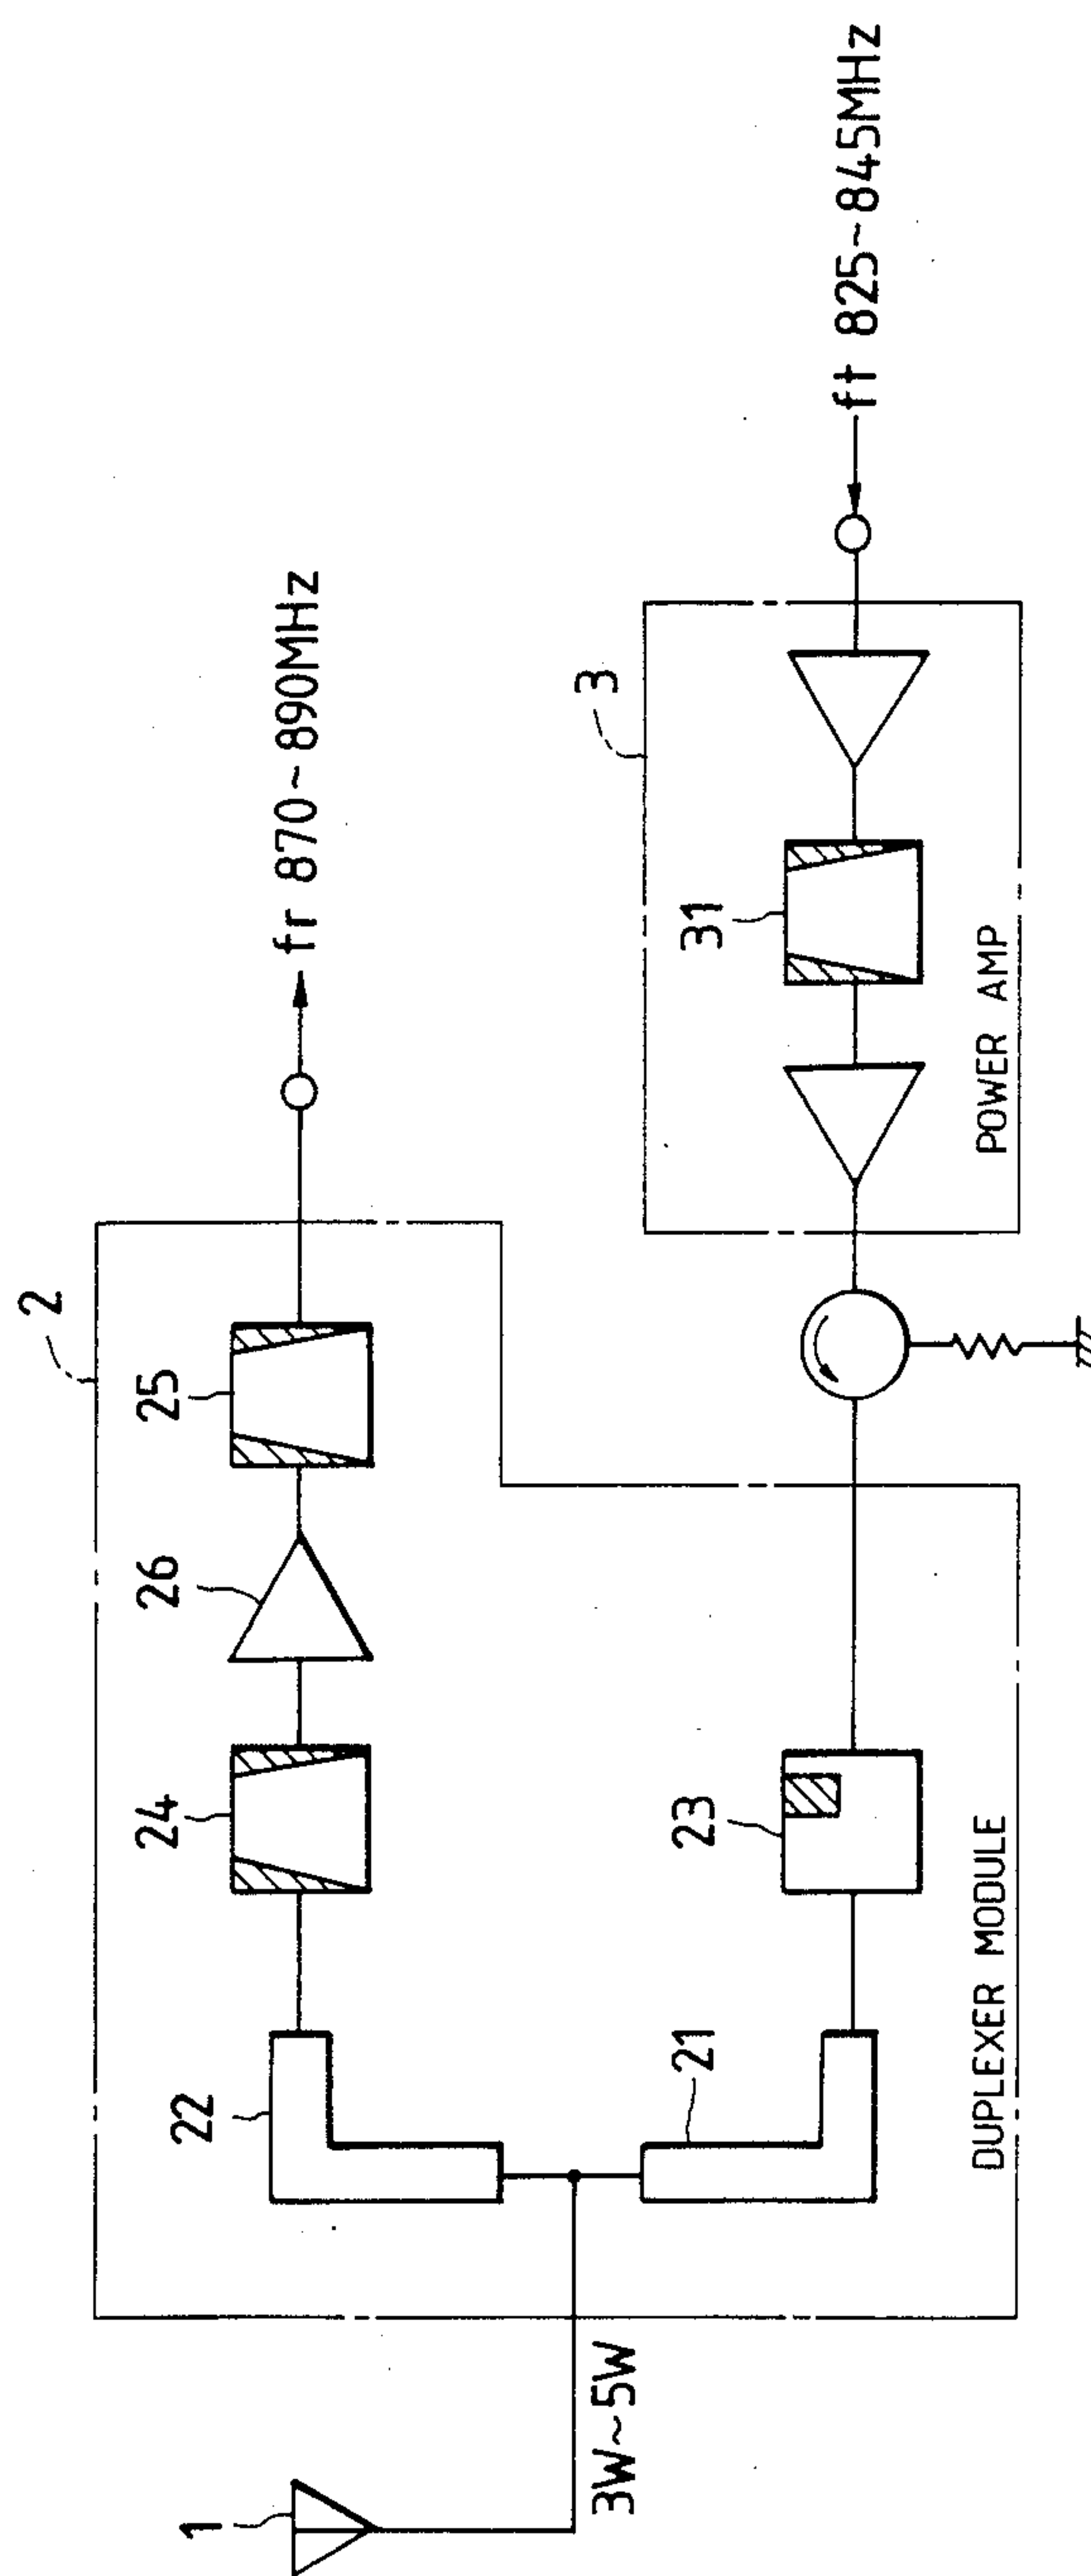 1
3W~5W
2
22
24
26
25
fr 870~890MHz
21
23
DUPLEXER MODULE
3
31
POWER AMP
ft 825~845MHz